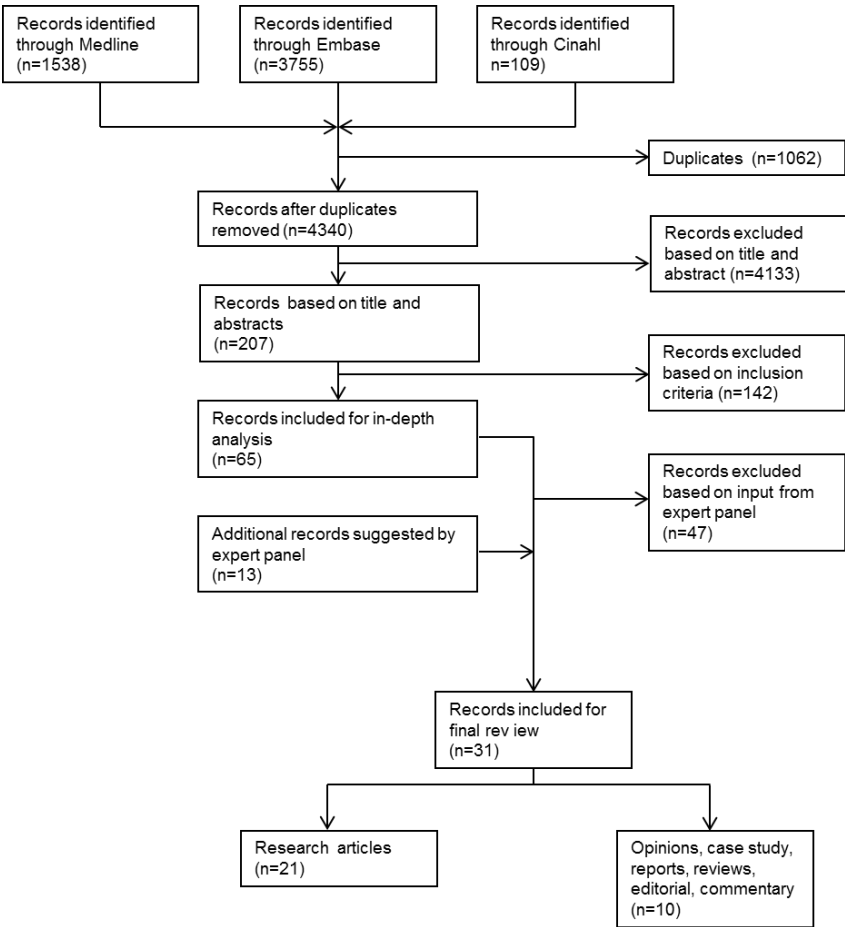 Records identified
through Medline
(n=1538)
Records identified
through Embase
(n=3755)
Records identified
through Cinahl
n=109)
Duplicates (n=1062)
Records after duplicates
removed (n=4340)
Records excluded
based on title and
abstract (n=4133)
Records based on title and
abstracts
(n=207)
Records excluded
based on inclusion
criteria (n=142)
Records included for in-depth
analysis
(n=65)
Records excluded
based on input from
expert panel
(n=47)
Additional records suggested by
expert panel
(n=13)
Records included for
final rev iew
(n=31)
Research articles
(n=21)
Opinions, case study,
reports, reviews,
editorial, commentary
(n=10)